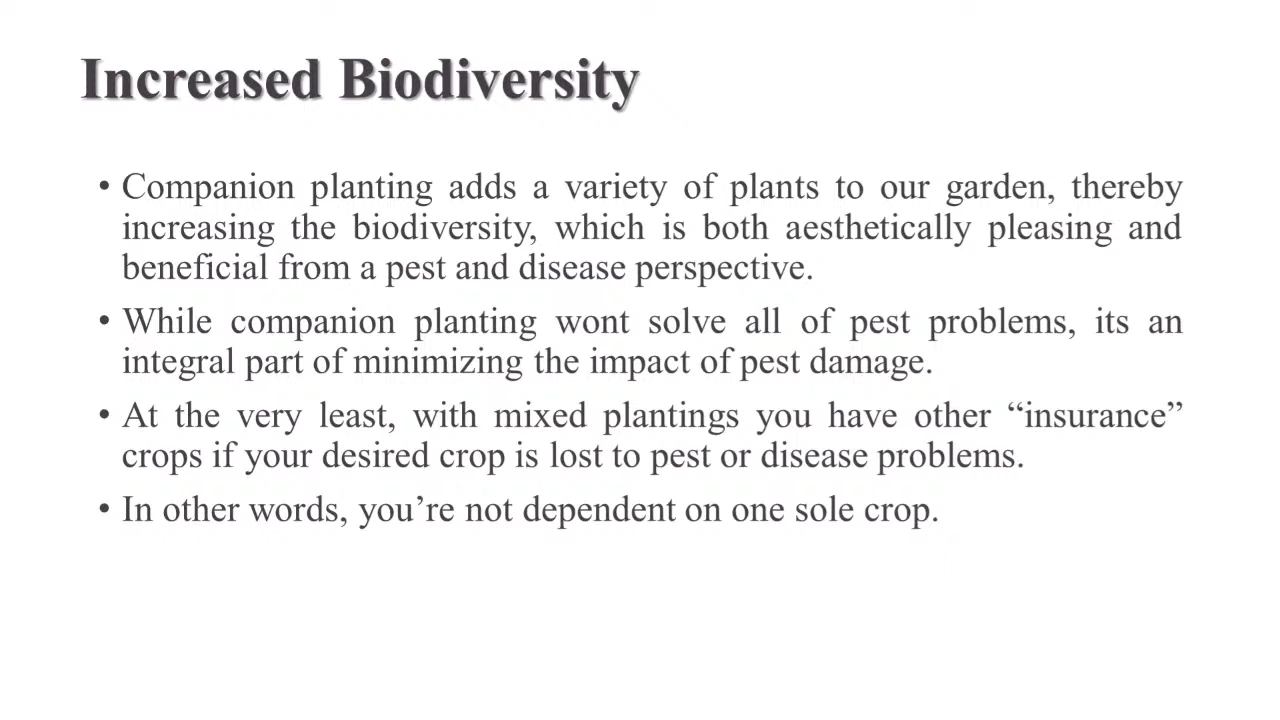 Increased Biodiversity
• Companion planting adds a variety of plants to our garden, thereby
increasing the biodiversity, which is both aesthetically pleasing and
beneficial from a pest and disease perspective.
• While companion planting wont solve all of pest problems, its an
integral part of minimizing the impact of pest damage.
• At the very least, with mixed plantings you have other “insurance”
crops if your desired crop is lost to pest or disease problems.
• In other words, you’re not dependent on one sole crop.